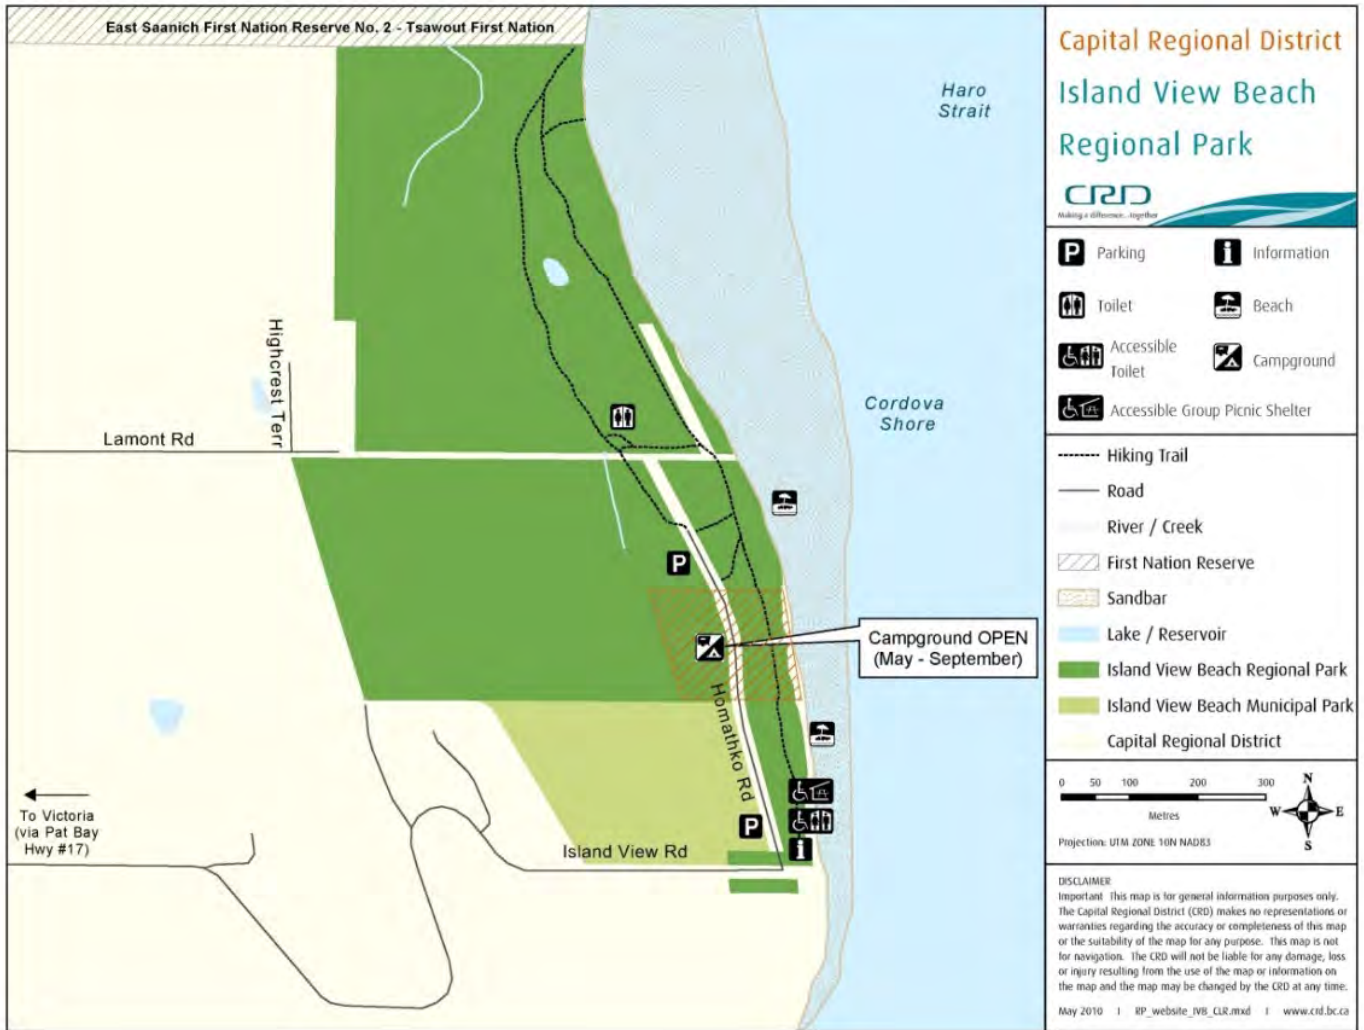 East Saanich First Nation Reserve No. 2 - Tsawout First Nation
Haro
Strait
Highcrest Terr
Cordova
Shore
Lamont Rd
P
Campground OPEN
(May - September)
Homathko Rd
To Victoria
(via Pat Bay
Hwy #17)
P
i
Island View Rd
Capital Regional District
Island View Beach
Regional Park
CRD
Making a difference...together
P Parking
i Information
Toilet
Beach
Accessible
Toilet
Campground
Accessible Group Picnic Shelter
Hiking Trail
Road
River / Creek
First Nation Reserve
Sandbar
Lake / Reservoir
Island View Beach Regional Park
Island View Beach Municipal Park
Capital Regional District
0 50 100 200 300
Metres
N
W E
S
Projection: UTM ZONE 10N NAD83
DISCLAIMER
Important This map is for general information purposes only.
The Capital Regional District (CRD) makes no representations or
warranties regarding the accuracy or completeness of this map
or the suitability of the map for any purpose. This map is not
for navigation. The CRD will not be liable for any damage, loss
or injury resulting from the use of the map or information on
the map and the map may be changed by the CRD at any time.
May 2010 I RP_website_IVB_CLR.mxd I www.crd.bc.ca